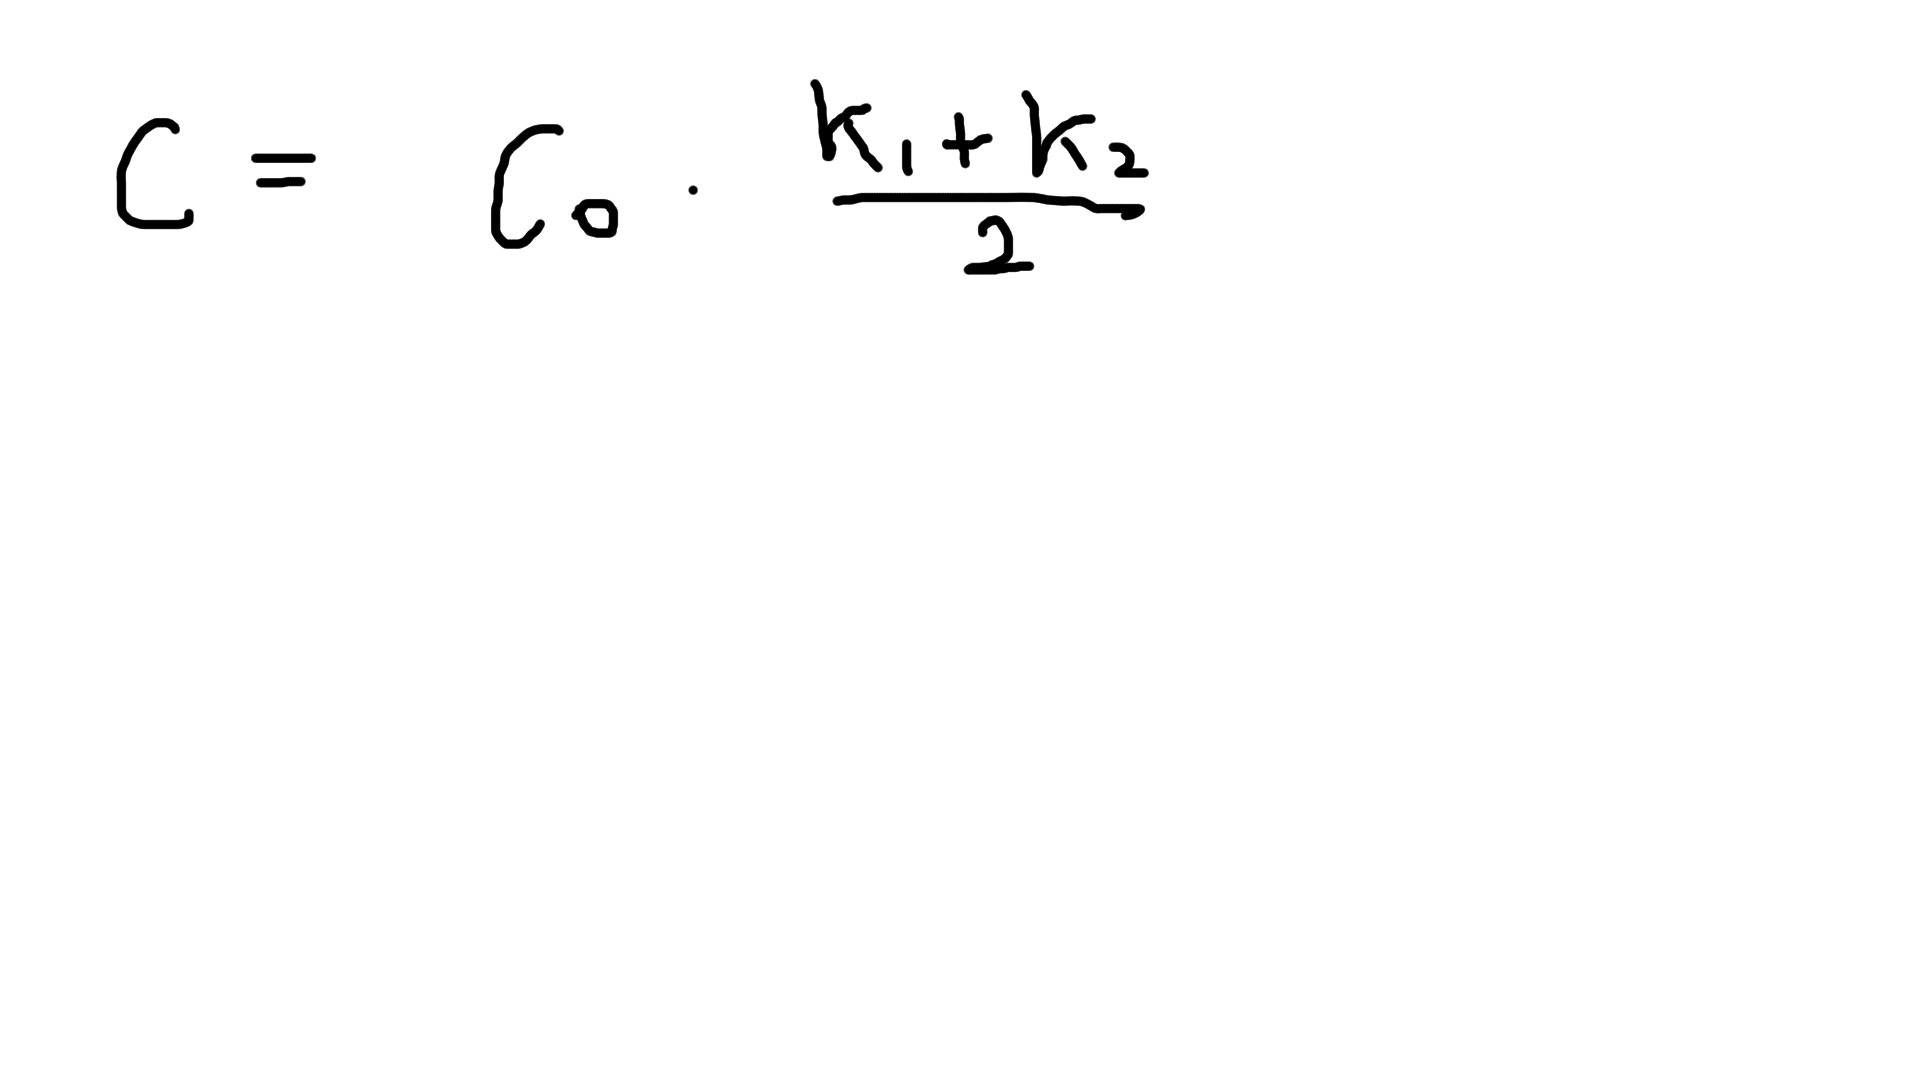 C = C₀ · (K₁ + K₂)/2